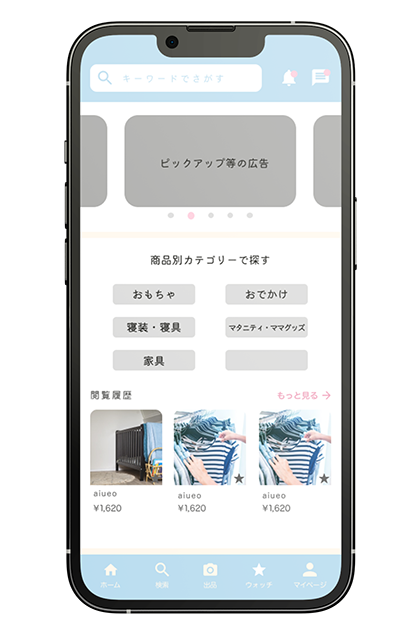 キーワードでさがす
ピックアップ等の広告
商品別カテゴリーで探す
おもちゃ
おでかけ
寝装・寝具
マタニティ・ママグッズ
家具
閲覧履歴
もっと見る →
aiueo
aiueo
aiueo
¥1,620
¥1,620
¥1,620
ホーム
検索
出品
ウォッチ
マイページ